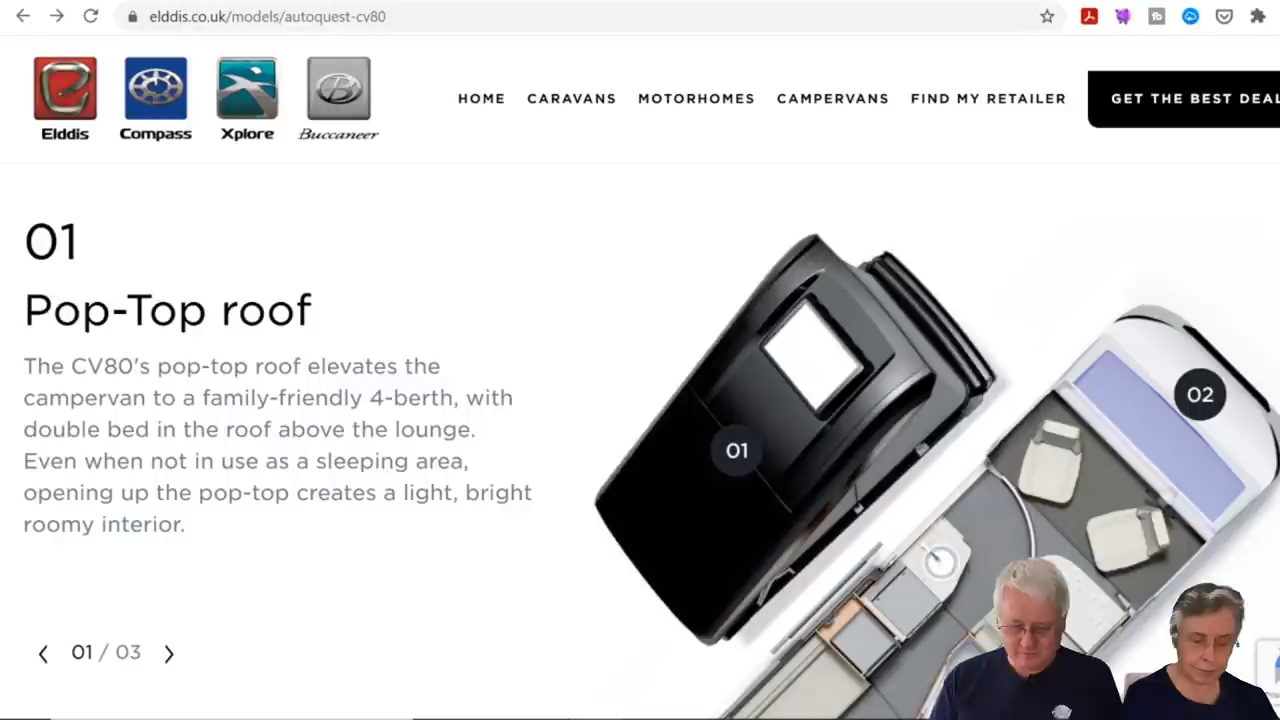 elddis.co.uk/models/autoquest-cv80
Elddis
Compass
Xplore
Buccaneer
HOME
CARAVANS
MOTORHOMES
CAMPERVANS
FIND MY RETAILER
GET THE BEST DEAL
01
Pop-Top roof
The CV80's pop-top roof elevates the
campervan to a family-friendly 4-berth, with
double bed in the roof above the lounge.
Even when not in use as a sleeping area,
opening up the pop-top creates a light, bright
roomy interior.
01 / 03
01
02